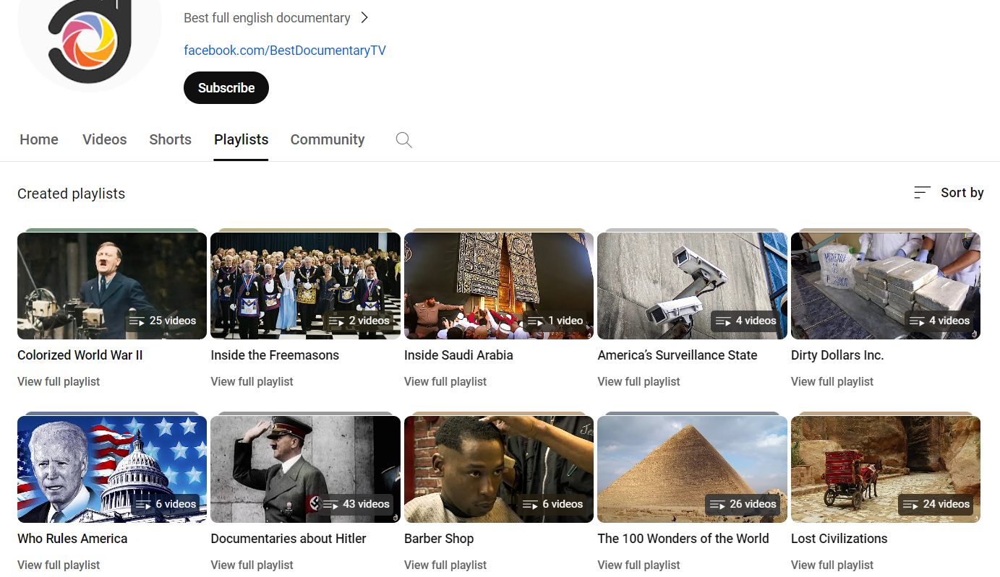 Best full english documentary
facebook.com/BestDocumentaryTV
Subscribe
Home Videos Shorts Playlists Community
Created playlists
Sort by
25 videos
2 videos
1 video
4 videos
4 videos
Colorized World War II
Inside the Freemasons
Inside Saudi Arabia
America’s Surveillance State
Dirty Dollars Inc.
View full playlist
View full playlist
View full playlist
View full playlist
View full playlist
6 videos
43 videos
6 videos
26 videos
24 videos
Who Rules America
Documentaries about Hitler
Barber Shop
The 100 Wonders of the World
Lost Civilizations
View full playlist
View full playlist
View full playlist
View full playlist
View full playlist